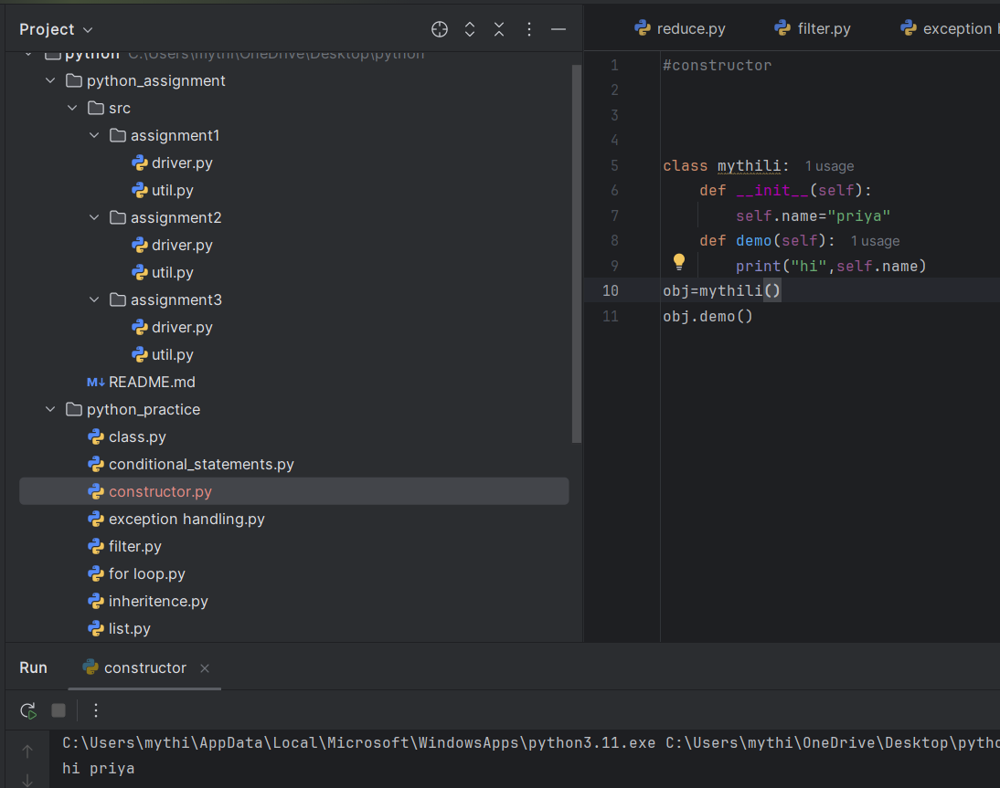 Project
python C:\Users\mythi\OneDrive\Desktop\python
python_assignment
src
assignment1
driver.py
util.py
assignment2
driver.py
util.py
assignment3
driver.py
util.py
M↓ README.md
python_practice
class.py
conditional_statements.py
constructor.py
exception handling.py
filter.py
for loop.py
inheritence.py
list.py
reduce.py filter.py exception
1 #constructor
2
3
4
5 class mythili: 1 usage
6 def __init__(self):
7 self.name="priya"
8 def demo(self): 1 usage
9 print("hi",self.name)
10 obj=mythili()
11 obj.demo()
Run constructor
C:\Users\mythi\AppData\Local\Microsoft\WindowsApps\python3.11.exe C:\Users\mythi\OneDrive\Desktop\pytho
hi priya